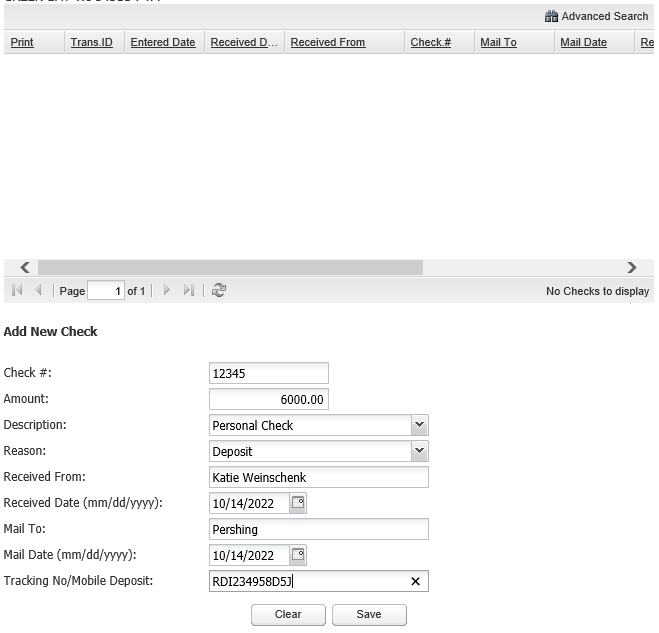 Advanced Search
Print Trans.ID Entered Date Received D... Received From Check.# Mail To Mail Date Re
Page 1 of 1 No Checks to display
Add New Check
Check #: 12345
Amount: 6000.00
Description: Personal Check
Reason: Deposit
Received From: Katie Weinschenk
Received Date (mm/dd/yyyy): 10/14/2022
Mail To: Pershing
Mail Date (mm/dd/yyyy): 10/14/2022
Tracking No/Mobile Deposit: RDI234958D5J
Clear Save